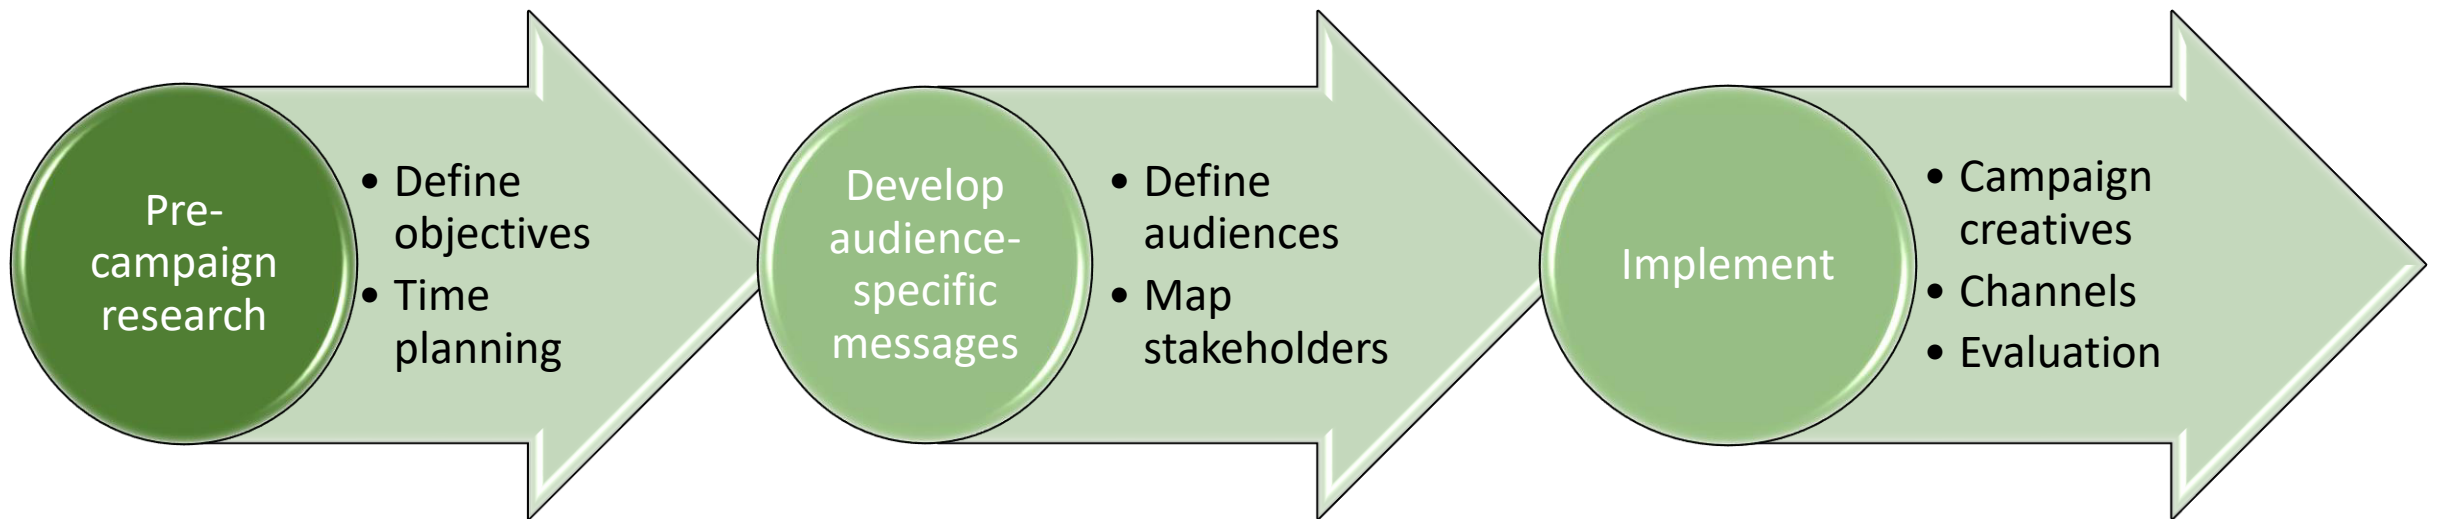 Pre-
campaign
research
• Define
objectives
• Time
planning
Develop
audience-
specific
messages
• Define
audiences
• Map
stakeholders
Implement
• Campaign
creatives
• Channels
• Evaluation